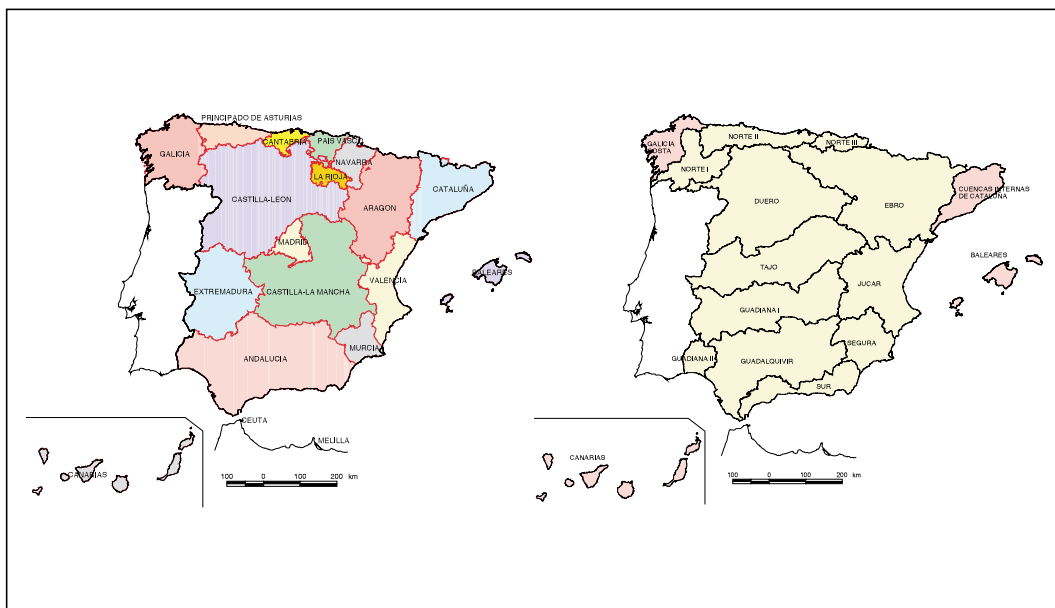 PRINCIPADO DE ASTURIAS
CANTABRIA
PAIS VASCO
GALICIA
NAVARRA
LA RIOJA
CATALUÑA
CASTILLA-LEON
ARAGON
MADRID
BALEARES
VALENCIA
EXTREMADURA
CASTILLA-LA MANCHA
MURCIA
ANDALUCIA
CEUTA
MELILLA
CANARIAS
100 0 100 200 km
NORTE II
NORTE III
GALICIA
COSTA
NORTE I
CUENCAS INTERNAS
DE CATALUNA
DUERO
EBRO
BALEARES
TAJO
JUCAR
GUADIANA I
SEGURA
GUADIANA II
GUADALQUIVIR
SUR
CANARIAS
100 0 100 200 km